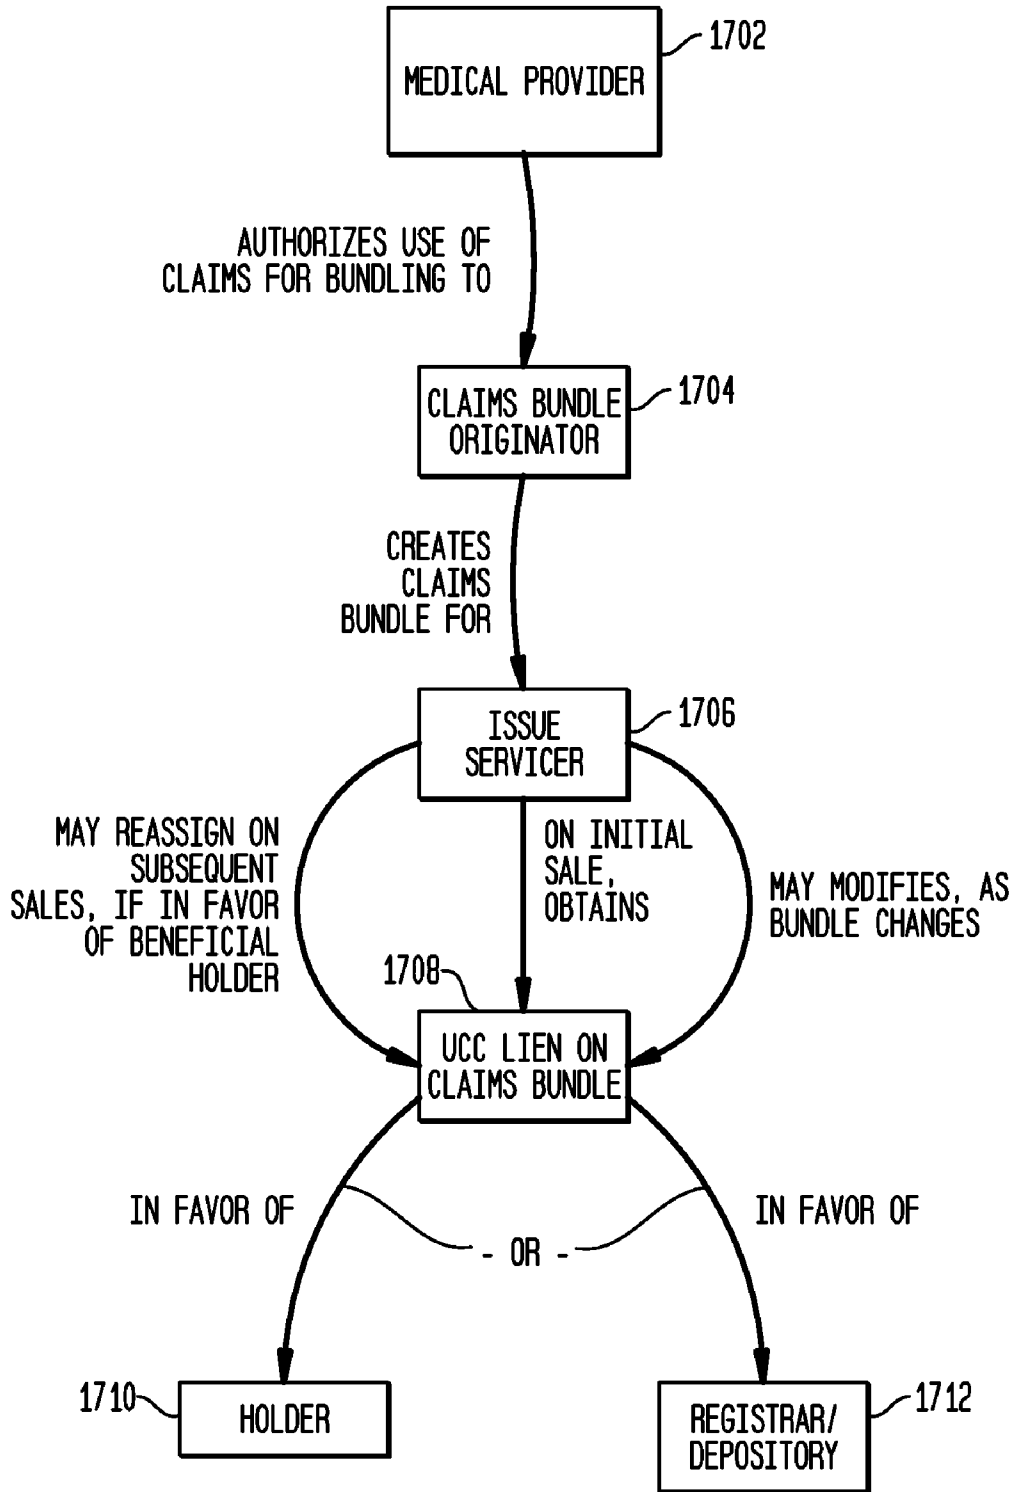 1702
MEDICAL PROVIDER
AUTHORIZES USE OF
CLAIMS FOR BUNDLING TO
1704
CLAIMS BUNDLE
ORIGINATOR
CREATES
CLAIMS
BUNDLE FOR
1706
ISSUE
SERVICER
MAY REASSIGN ON
SUBSEQUENT
SALES, IF IN FAVOR
OF BENEFICIAL
HOLDER
ON INITIAL
SALE,
OBTAINS
MAY MODIFIES, AS
BUNDLE CHANGES
1708
UCC LIEN ON
CLAIMS BUNDLE
IN FAVOR OF
- OR -
IN FAVOR OF
1710
HOLDER
1712
REGISTRAR/
DEPOSITORY